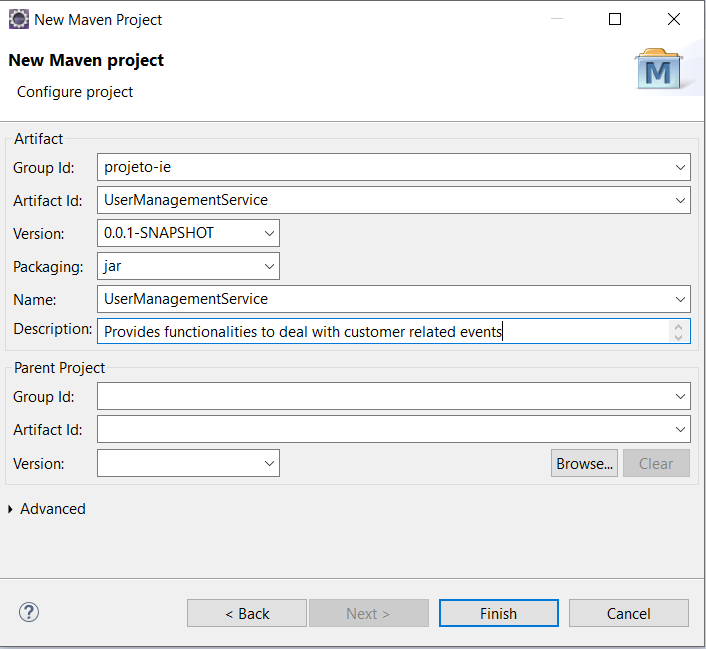 New Maven Project
New Maven project
Configure project
M
Artifact
Group Id: projeto-ie
Artifact Id: UserManagementService
Version: 0.0.1-SNAPSHOT
Packaging: jar
Name: UserManagementService
Description: Provides functionalities to deal with customer related events
Parent Project
Group Id:
Artifact Id:
Version: Browse... Clear
Advanced
? < Back Next > Finish Cancel